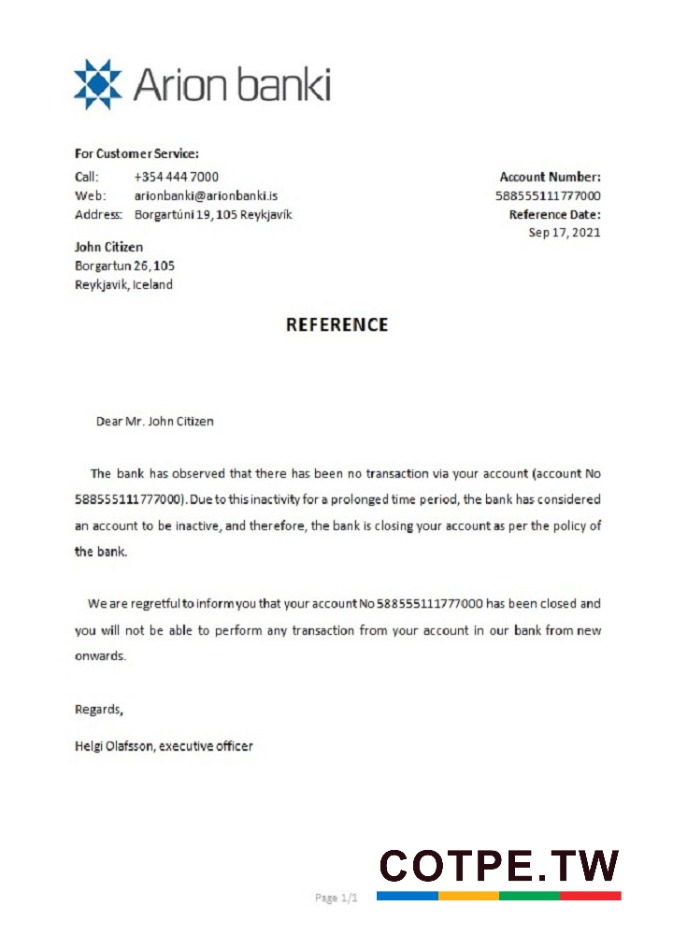 Arion banki
For Customer Service:
Call: +354 444 7000
Web: arionbanki@arionbanki.is
Address: Borgartúni 19, 105 Reykjavík
Account Number:
588555111777000
Reference Date:
Sep 17, 2021
John Citizen
Borgartun 26, 105
Reykjavik, Iceland
REFERENCE
Dear Mr. John Citizen
The bank has observed that there has been no transaction via your account (account No
588555111777000). Due to this inactivity for a prolonged time period, the bank has considered
an account to be inactive, and therefore, the bank is closing your account as per the policy of
the bank.
We are regretful to inform you that your account No 588555111777000 has been closed and
you will not be able to perform any transaction from your account in our bank from new
onwards.
Regards,
Helgi Olafsson, executive officer
Page 1/1
COTPE.TW